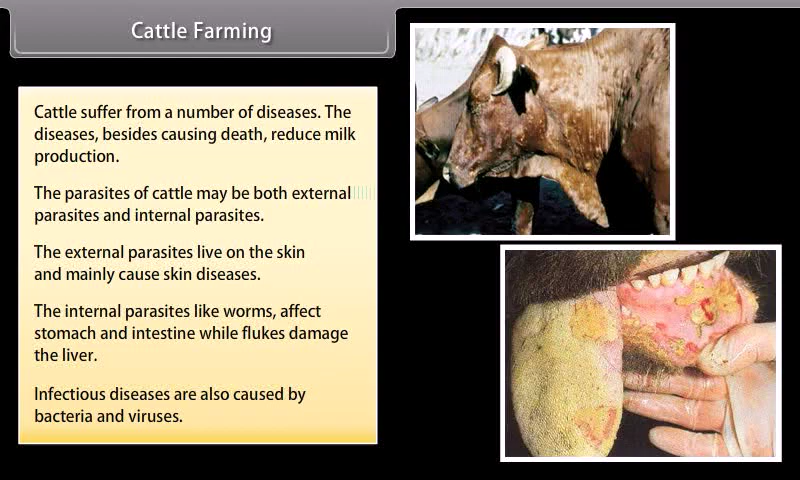 Cattle Farming
Cattle suffer from a number of diseases. The
diseases, besides causing death, reduce milk
production.
The parasites of cattle may be both external
parasites and internal parasites.
The external parasites live on the skin
and mainly cause skin diseases.
The internal parasites like worms, affect
stomach and intestine while flukes damage
the liver.
Infectious diseases are also caused by
bacteria and viruses.